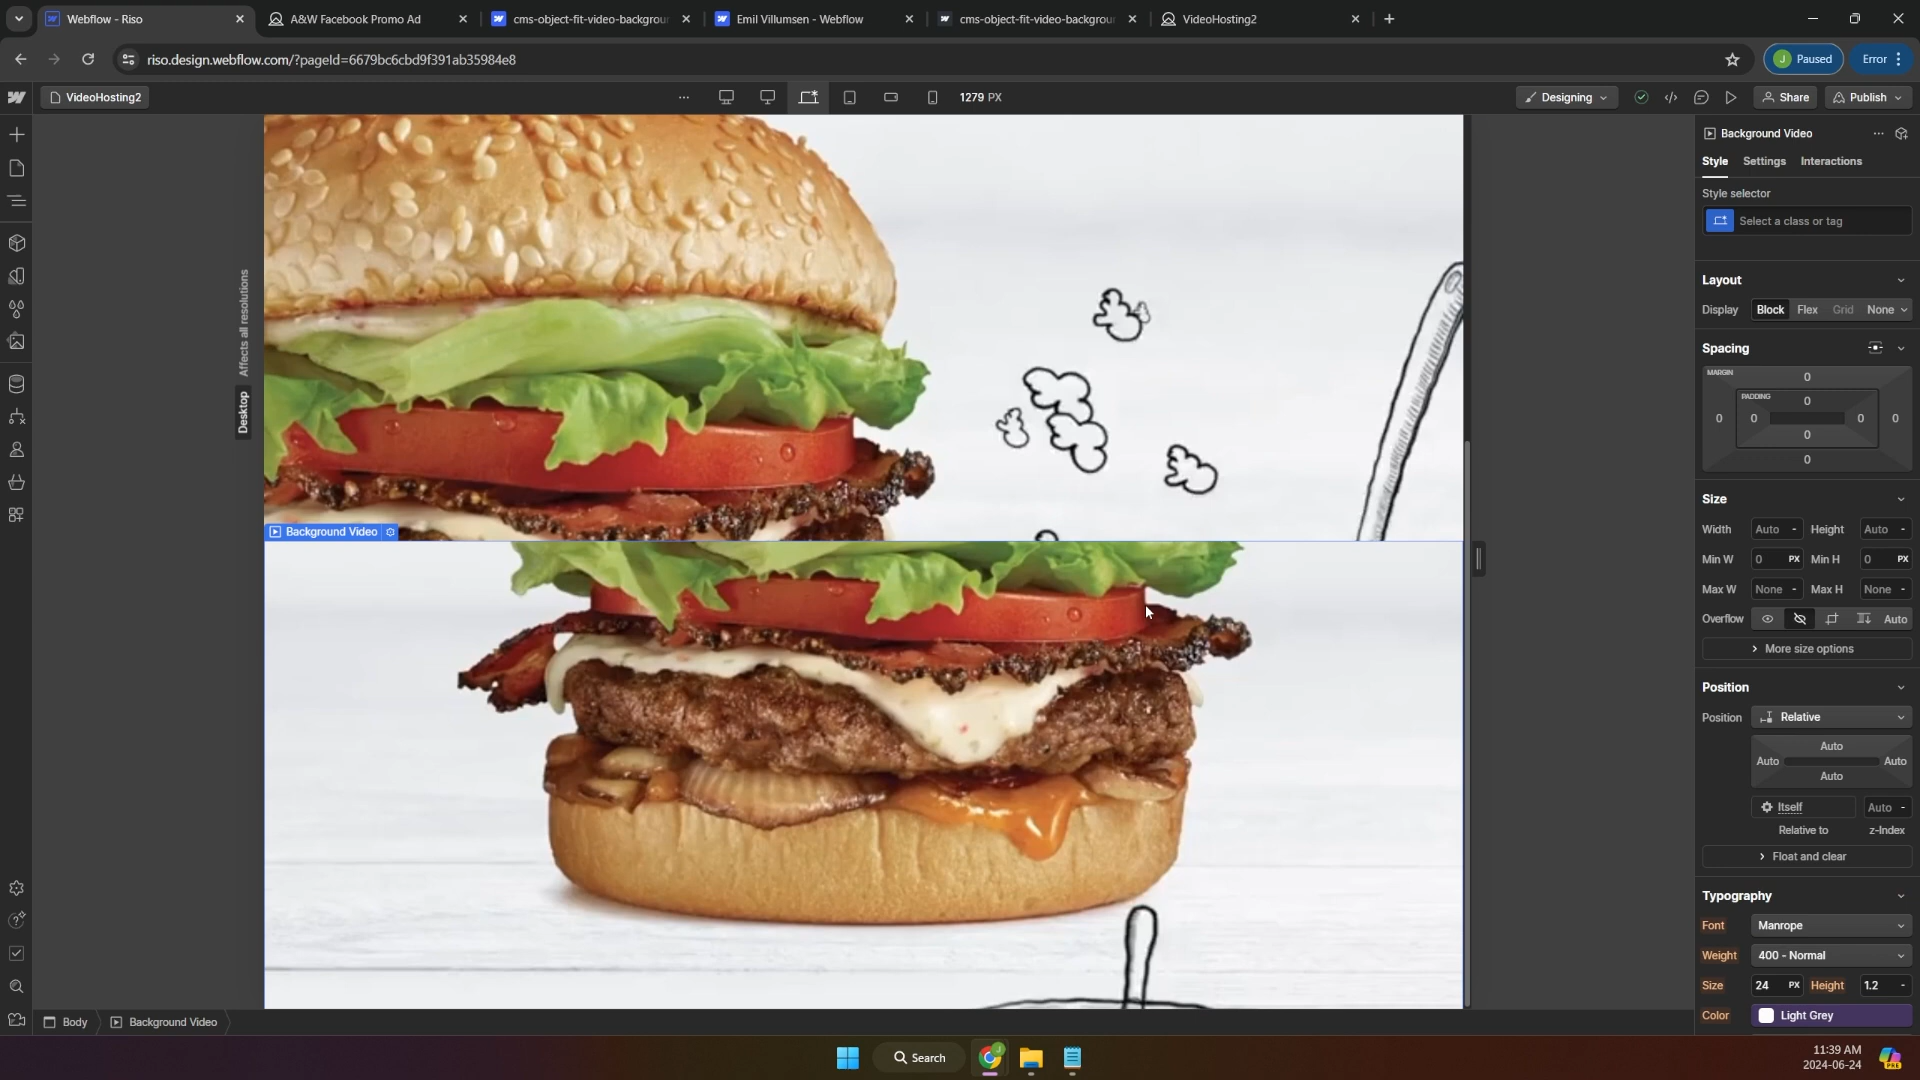 Webflow - Riso
A&W Facebook Promo Ad
cms-object-fit-video-backgroun
Emil Villumsen - Webflow
cms-object-fit-video-backgroun
VideoHosting2
riso.design.webflow.com/?pageId=6679bc6cbd9f391ab35984e8
J Paused
Error
VideoHosting2
1279 PX
Designing
Share
Publish
Background Video
Style Settings Interactions
Style selector
Select a class or tag
Layout
Display Block Flex Grid None
Spacing
MARGIN
0
PADDING
0
0 0 0 0
0
0
Size
Width Auto - Height Auto -
Min W 0 PX Min H 0 PX
Max W None - Max H None -
Overflow Auto
More size options
Position
Position Relative
Auto
Auto Auto
Auto
Itself Auto -
Relative to z-Index
Float and clear
Typography
Font Manrope
Weight 400 - Normal
Size 24 PX Height 1.2 -
Color Light Grey
Desktop Affects all resolutions
Background Video
Body Background Video
Search
J
11:39 AM
2024-06-24
PRE